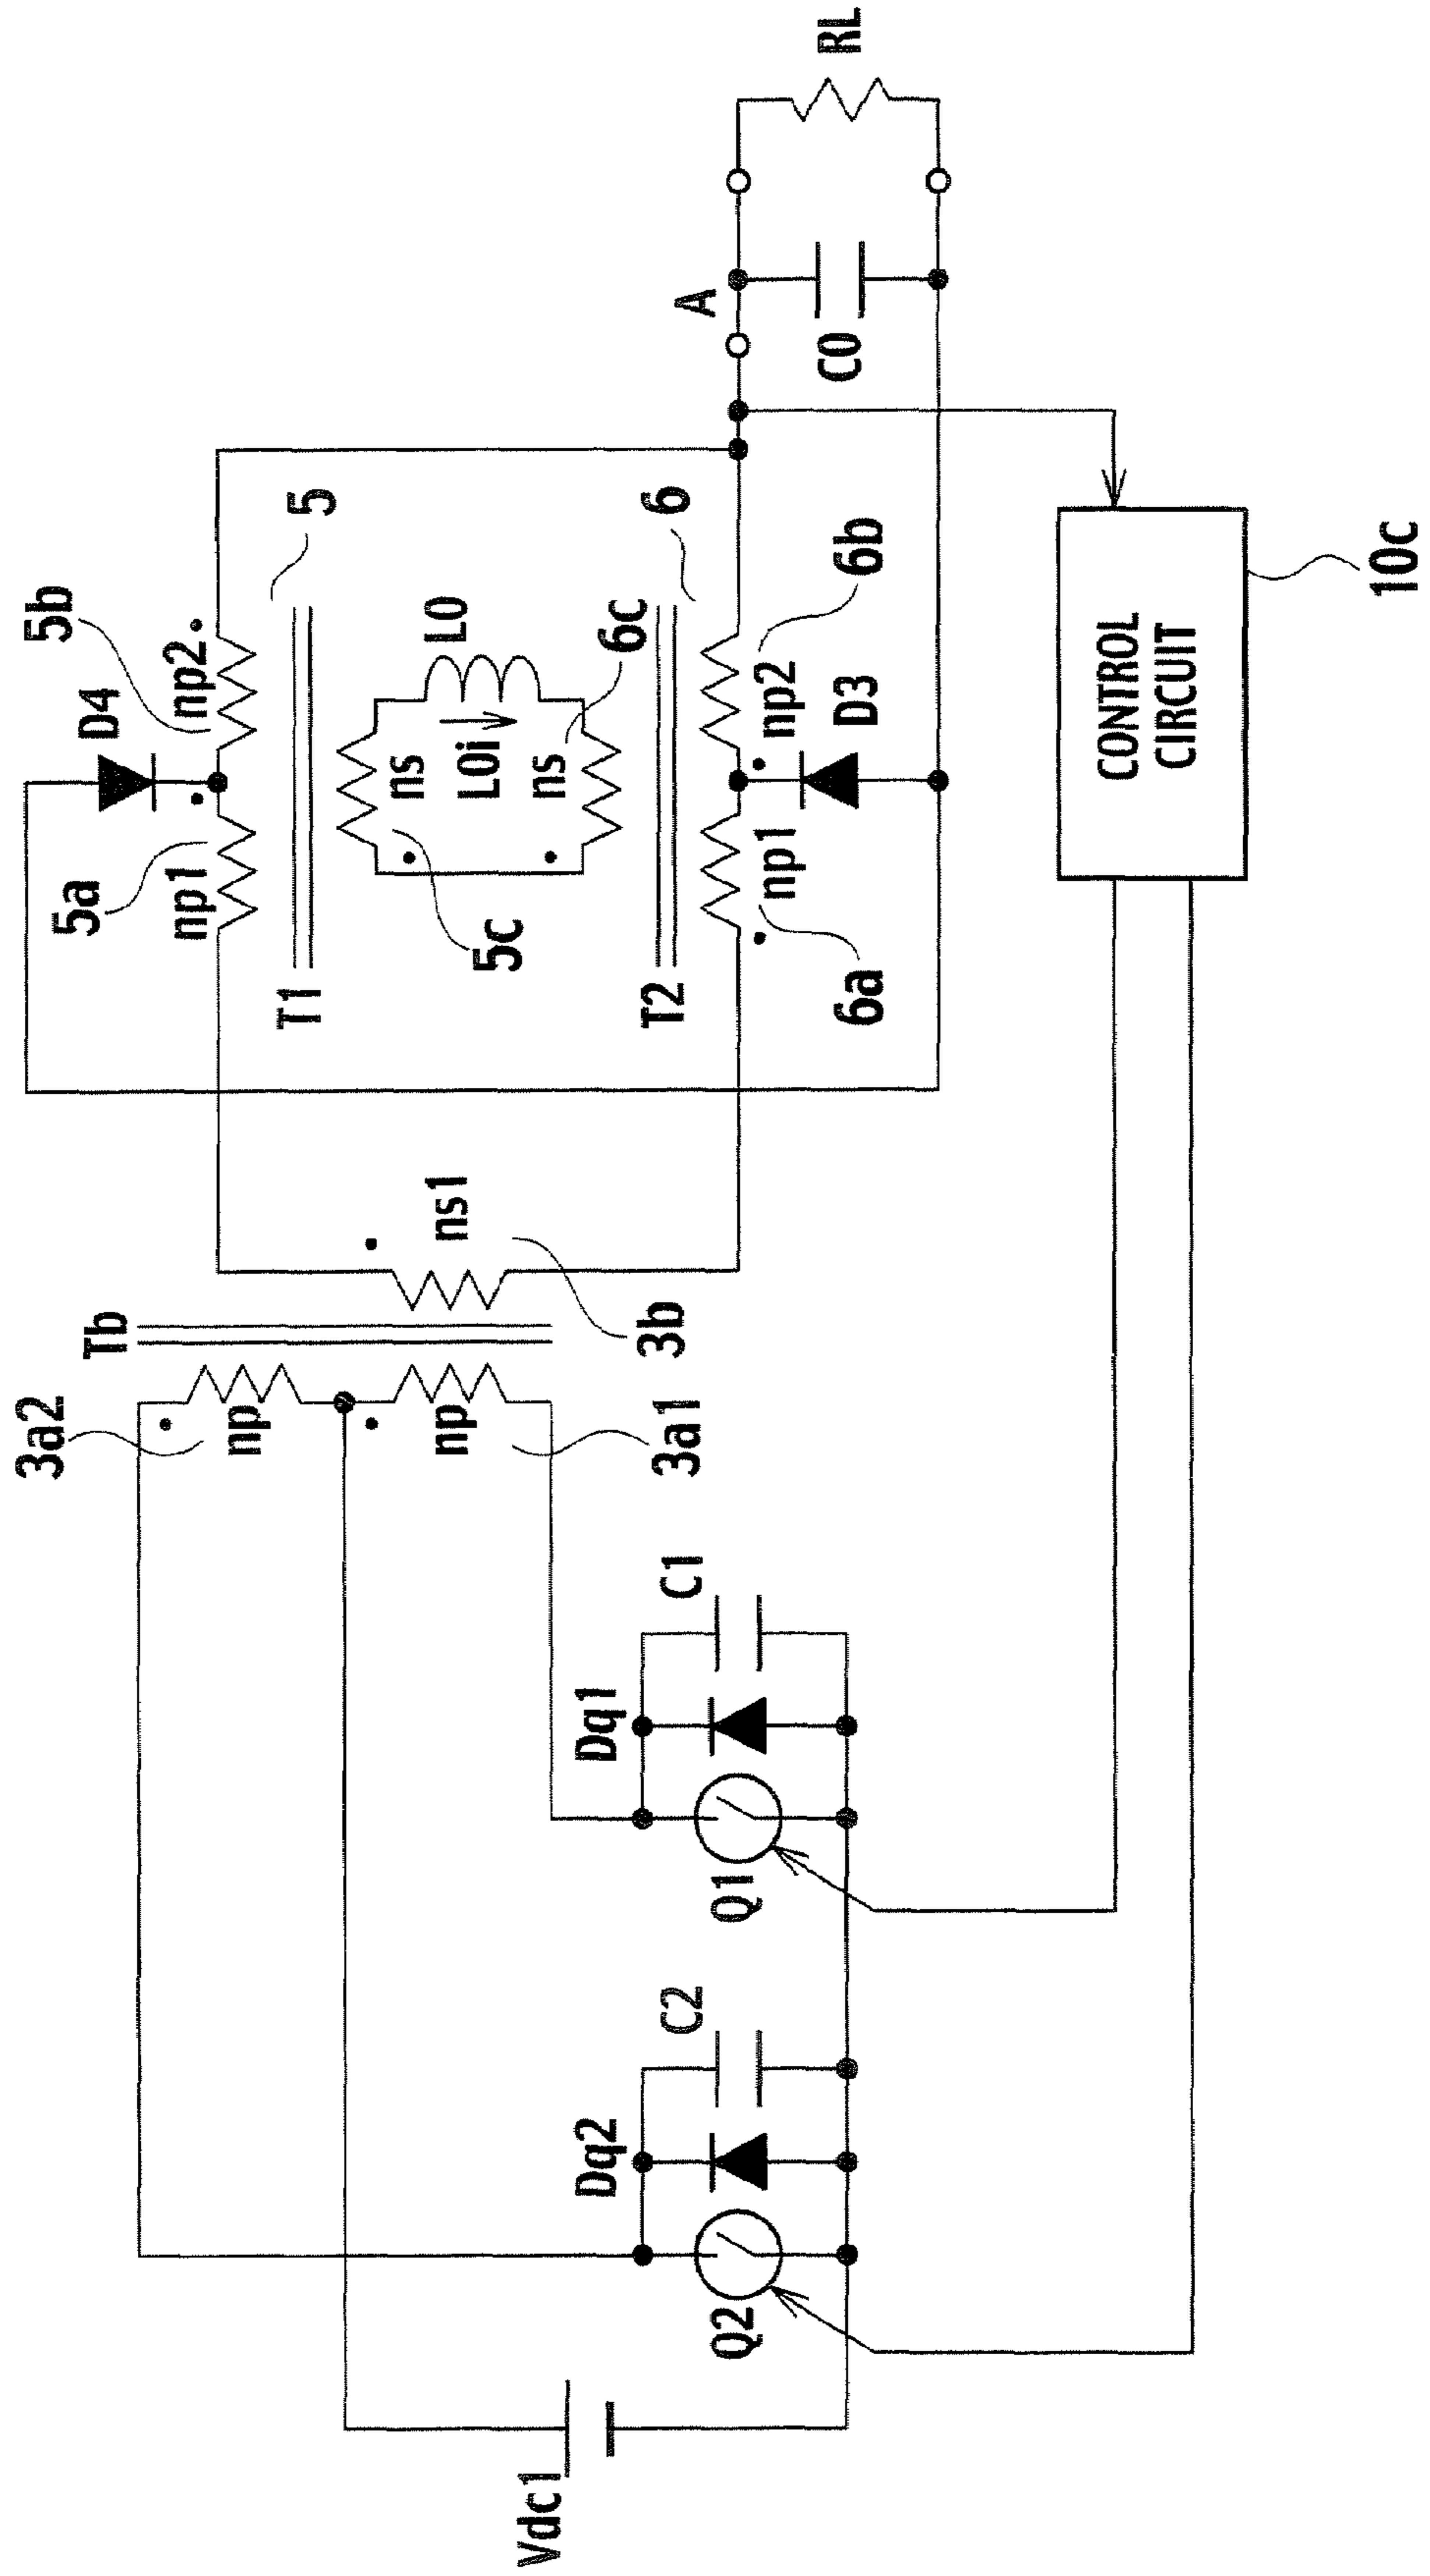 Vdc1
Q2
Dq2
C2
Q1
Dq1
C1
3a2
np
np
3a1
Tb
ns1
3b
T1
T2
5a
np1
D4
5b
np2
5
5c
ns
L0i
ns
L0
6c
6
6a
np1
np2
D3
6b
A
C0
RL
CONTROL
CIRCUIT
10c